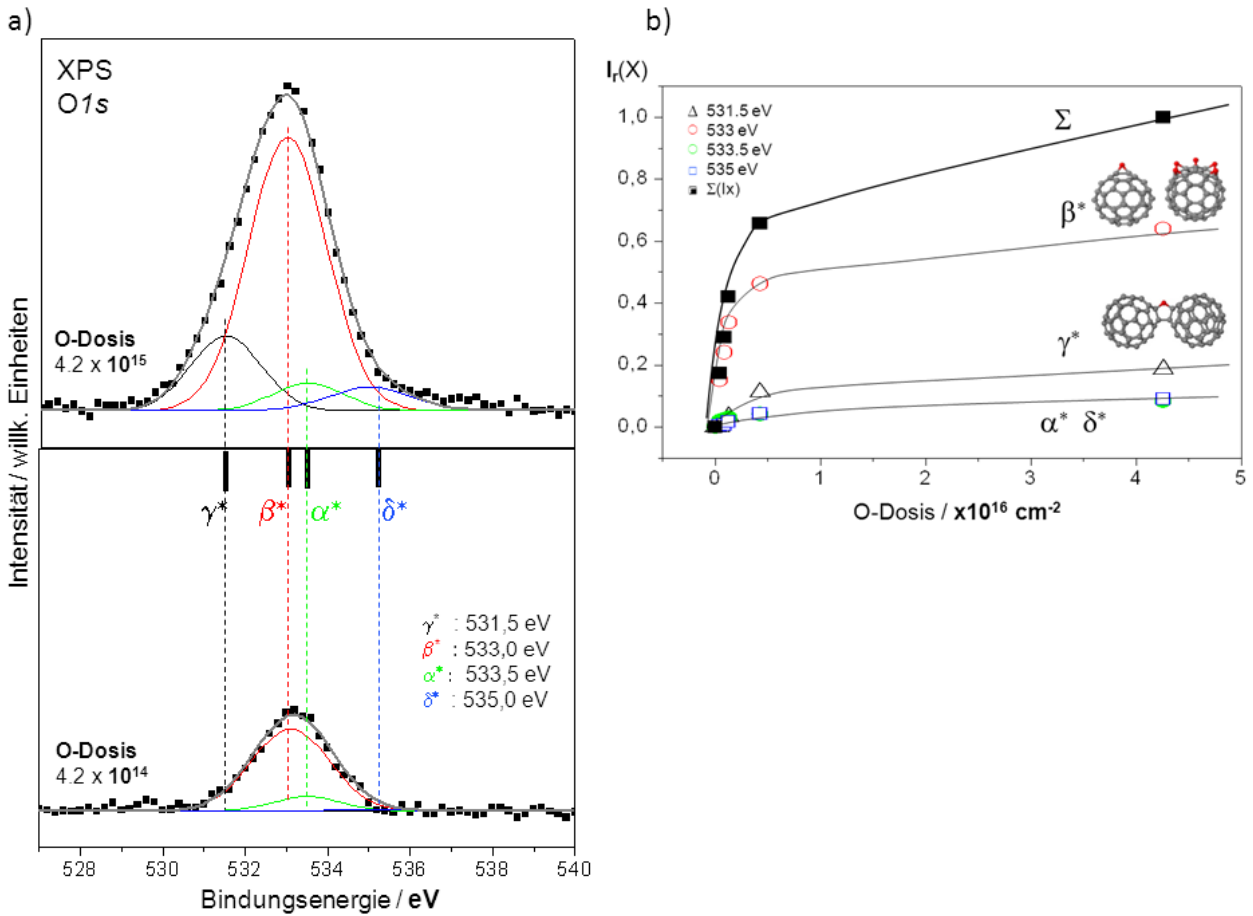 a)
XPS
O1s
O-Dosis
4.2 x 10¹⁵
γ* β* α* δ*
γ* : 531,5 eV
β* : 533,0 eV
α* : 533,5 eV
δ* : 535,0 eV
O-Dosis
4.2 x 10¹⁴
528 530 532 534 536 538 540
Bindungsenergie / eV
Intensität / willk. Einheiten
b)
Iᵣ(X)
1,0
0,8
0,6
0,4
0,2
0,0
531.5 eV
533 eV
533.5 eV
535 eV
Σ(Ix)
Σ
β*
γ*
α* δ*
0 1 2 3 4 5
O-Dosis / x10¹⁶ cm⁻²